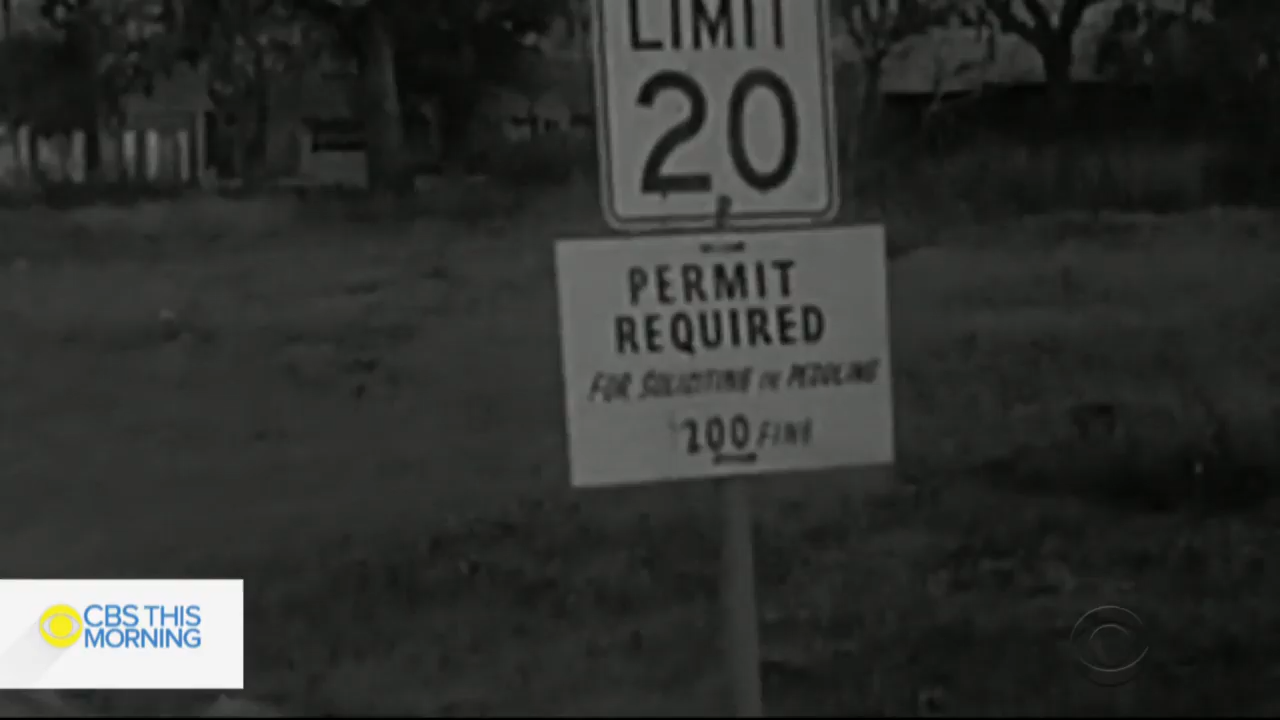 LIMIT
20
PERMIT
REQUIRED
FOR SOLICITING OR PEDDLING
$200 FINE
CBS THIS
MORNING